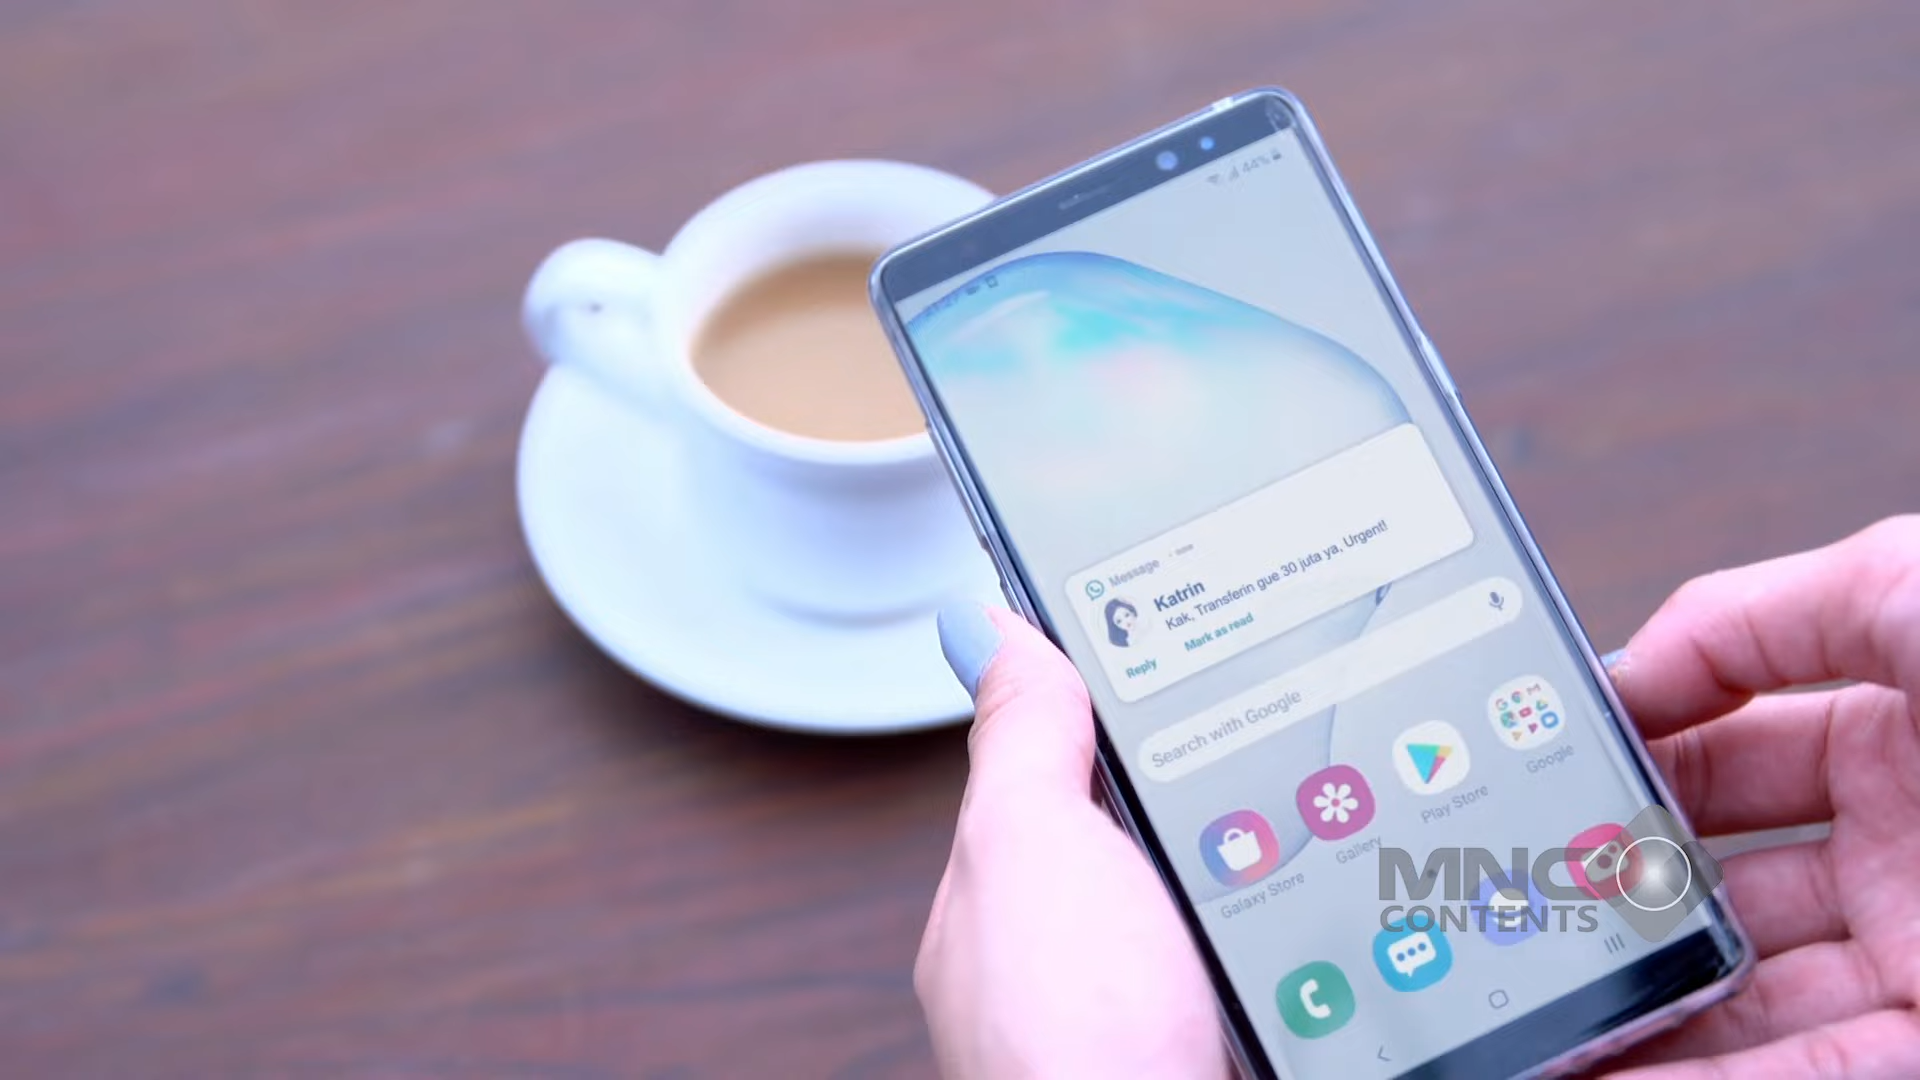 44%
Message • now
Katrin
Kak, Transferin gue 30 juta ya, Urgent!
Reply
Mark as read
Search with Google
Galaxy Store
Gallery
Play Store
Google
MNC
CONTENTS